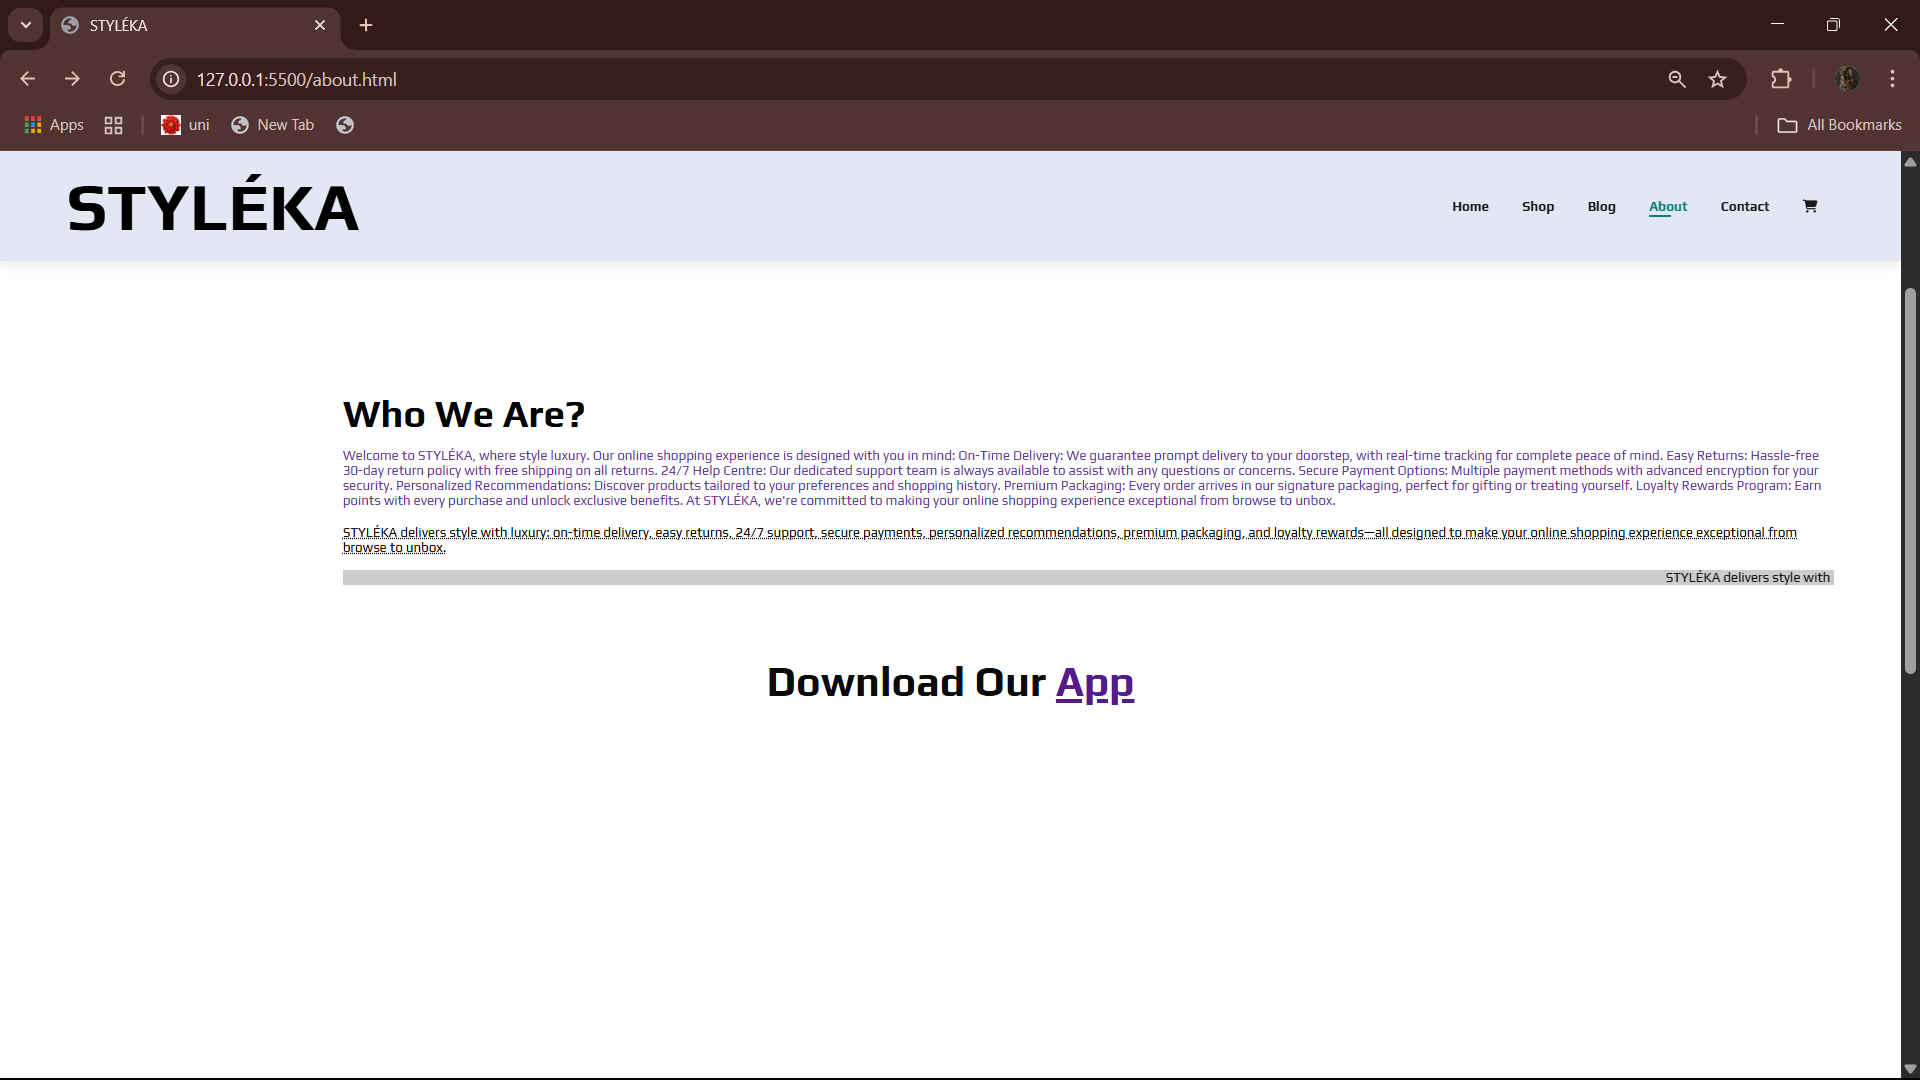 STYLÉKA
127.0.0.1:5500/about.html
Apps
uni
New Tab
All Bookmarks
STYLÉKA
Home
Shop
Blog
About
Contact
Who We Are?
Welcome to STYLÉKA, where style luxury. Our online shopping experience is designed with you in mind: On-Time Delivery: We guarantee prompt delivery to your doorstep, with real-time tracking for complete peace of mind. Easy Returns: Hassle-free
30-day return policy with free shipping on all returns. 24/7 Help Centre: Our dedicated support team is always available to assist with any questions or concerns. Secure Payment Options: Multiple payment methods with advanced encryption for your
security. Personalized Recommendations: Discover products tailored to your preferences and shopping history. Premium Packaging: Every order arrives in our signature packaging, perfect for gifting or treating yourself. Loyalty Rewards Program: Earn
points with every purchase and unlock exclusive benefits. At STYLÉKA, we're committed to making your online shopping experience exceptional from browse to unbox.
STYLÉKA delivers style with luxury: on-time delivery, easy returns, 24/7 support, secure payments, personalized recommendations, premium packaging, and loyalty rewards—all designed to make your online shopping experience exceptional from
browse to unbox.
STYLÉKA delivers style with
Download Our App